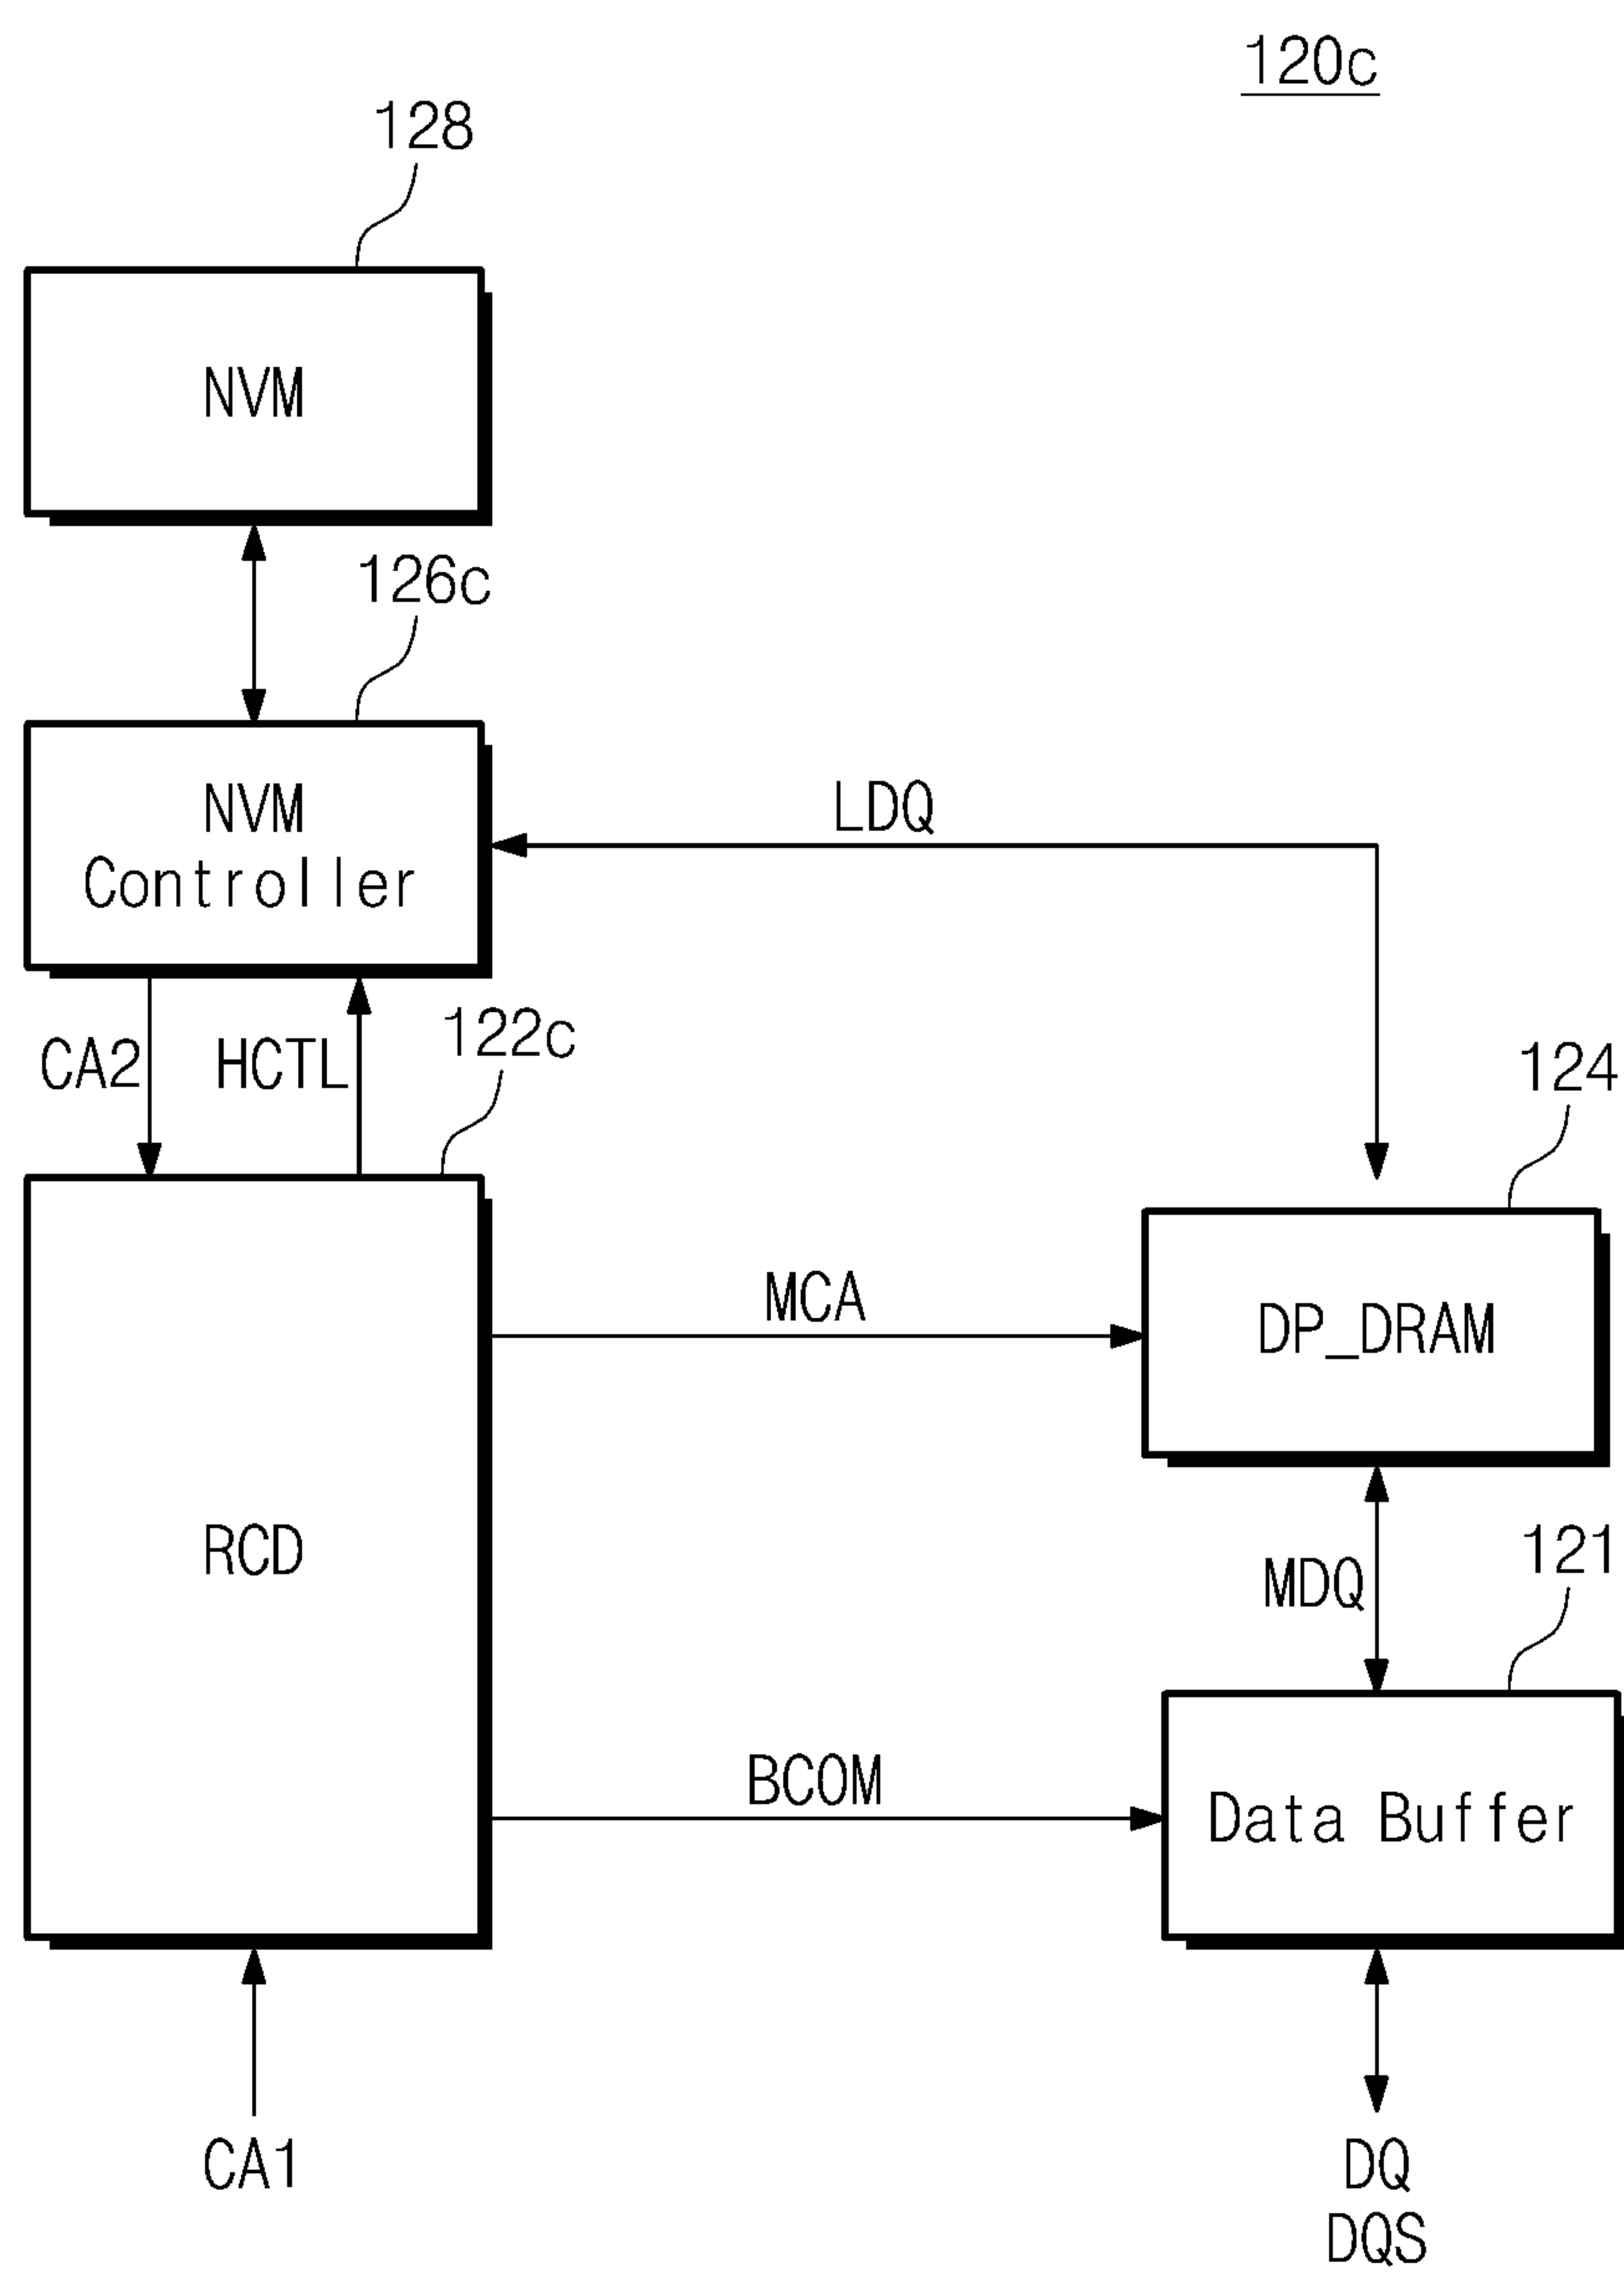 120c
128
NVM
126c
NVM
Controller
LDQ
CA2
HCTL
122c
124
MCA
DP_DRAM
RCD
MDQ
121
BCOM
Data Buffer
CA1
DQ
DQS